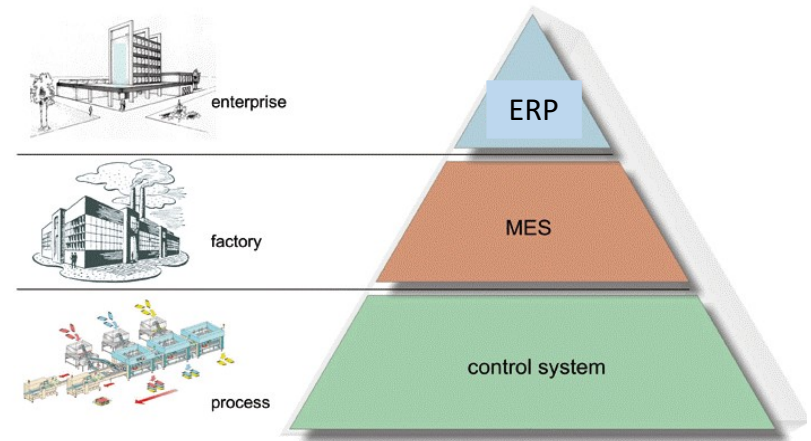 enterprise
ERP
factory
MES
process
control system